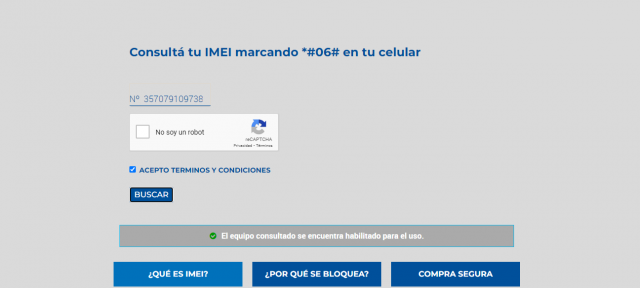 Consultá tu IMEI marcando *#06# en tu celular
Nº 357079109738
No soy un robot
reCAPTCHA
Privacidad - Términos
ACEPTO TERMINOS Y CONDICIONES
BUSCAR
El equipo consultado se encuentra habilitado para el uso.
¿QUÉ ES IMEI? ¿POR QUÉ SE BLOQUEA? COMPRA SEGURA